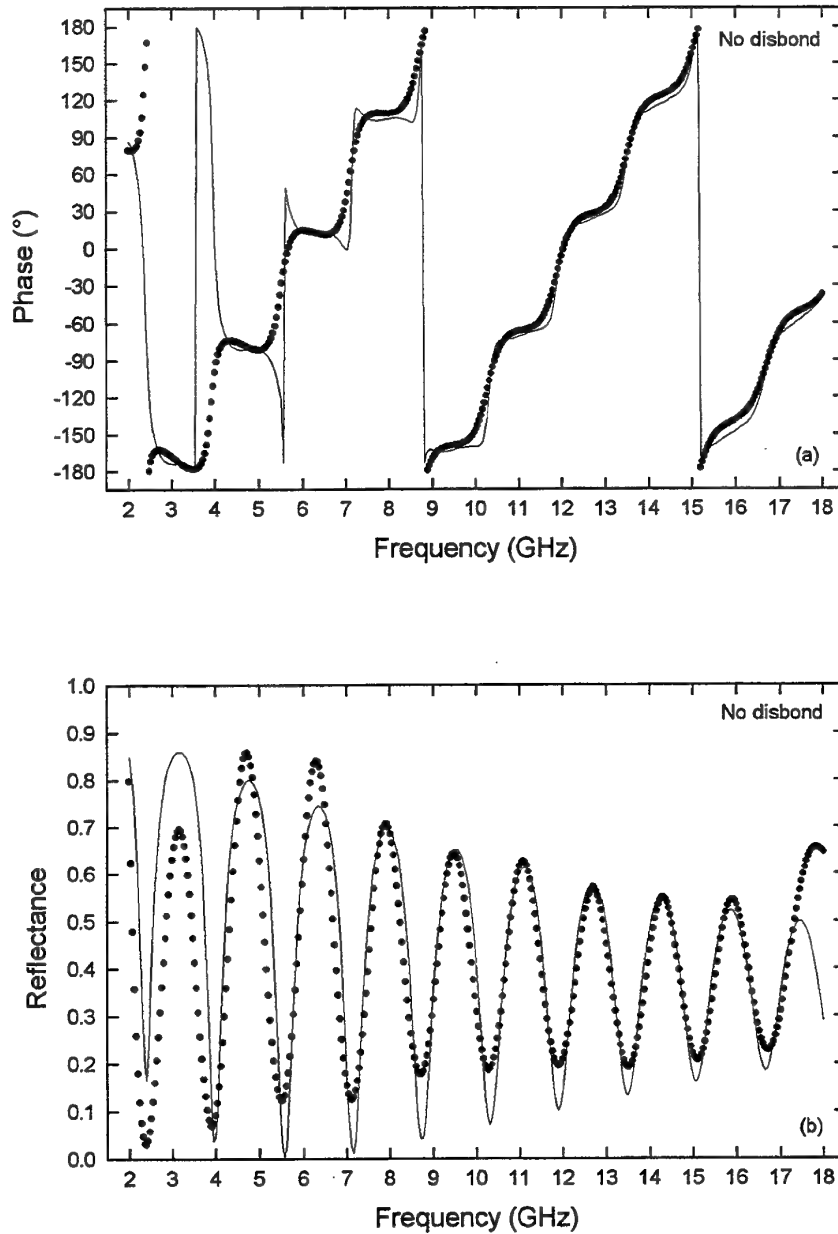 180
150
120
90
60
30
0
-30
-60
-90
-120
-150
-180
Phase (°)
No disbond
(a)
2 3 4 5 6 7 8 9 10 11 12 13 14 15 16 17 18
Frequency (GHz)
1.0
0.9
0.8
0.7
0.6
0.5
0.4
0.3
0.2
0.1
0.0
Reflectance
No disbond
(b)
2 3 4 5 6 7 8 9 10 11 12 13 14 15 16 17 18
Frequency (GHz)